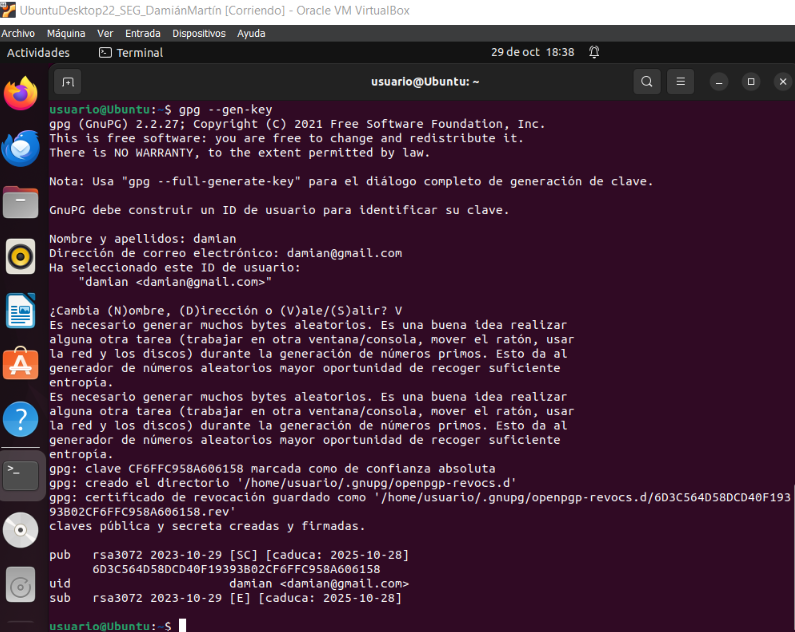 UbuntuDesktop22_SEG_DamiánMartín [Corriendo] - Oracle VM VirtualBox
Archivo Máquina Ver Entrada Dispositivos Ayuda
Actividades Terminal 29 de oct 18:38
usuario@Ubuntu: ~
usuario@Ubuntu:~$ gpg --gen-key
gpg (GnuPG) 2.2.27; Copyright (C) 2021 Free Software Foundation, Inc.
This is free software: you are free to change and redistribute it.
There is NO WARRANTY, to the extent permitted by law.
Nota: Usa "gpg --full-generate-key" para el diálogo completo de generación de clave.
GnuPG debe construir un ID de usuario para identificar su clave.
Nombre y apellidos: damian
Dirección de correo electrónico: damian@gmail.com
Ha seleccionado este ID de usuario:
"damian <damian@gmail.com>"
¿Cambia (N)ombre, (D)irección o (V)ale/(S)alir? V
Es necesario generar muchos bytes aleatorios. Es una buena idea realizar
alguna otra tarea (trabajar en otra ventana/consola, mover el ratón, usar
la red y los discos) durante la generación de números primos. Esto da al
generador de números aleatorios mayor oportunidad de recoger suficiente
entropía.
Es necesario generar muchos bytes aleatorios. Es una buena idea realizar
alguna otra tarea (trabajar en otra ventana/consola, mover el ratón, usar
la red y los discos) durante la generación de números primos. Esto da al
generador de números aleatorios mayor oportunidad de recoger suficiente
entropía.
gpg: clave CF6FFC958A606158 marcada como de confianza absoluta
gpg: creado el directorio '/home/usuario/.gnupg/openpgp-revocs.d'
gpg: certificado de revocación guardado como '/home/usuario/.gnupg/openpgp-revocs.d/6D3C564D58DCD40F193
93B02CF6FFC958A606158.rev'
claves pública y secreta creadas y firmadas.
pub rsa3072 2023-10-29 [SC] [caduca: 2025-10-28]
6D3C564D58DCD40F19393B02CF6FFC958A606158
uid damian <damian@gmail.com>
sub rsa3072 2023-10-29 [E] [caduca: 2025-10-28]
usuario@Ubuntu:~$